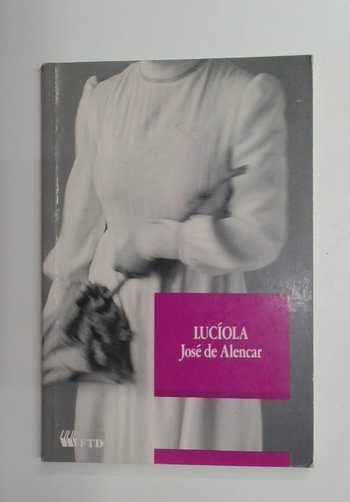 LUCÍOLA
José de Alencar
FTD